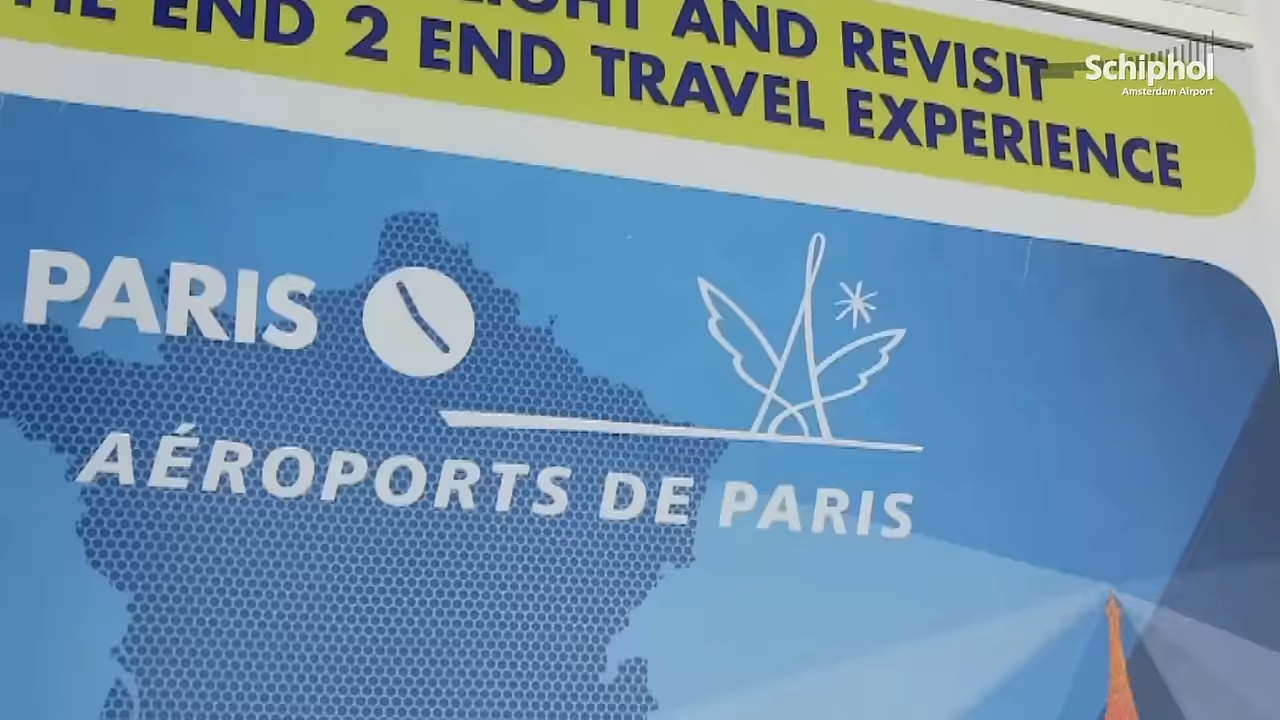 AND REVISIT
END 2 END TRAVEL EXPERIENCE
Schiphol
Amsterdam Airport
PARIS
AÉROPORTS DE PARIS